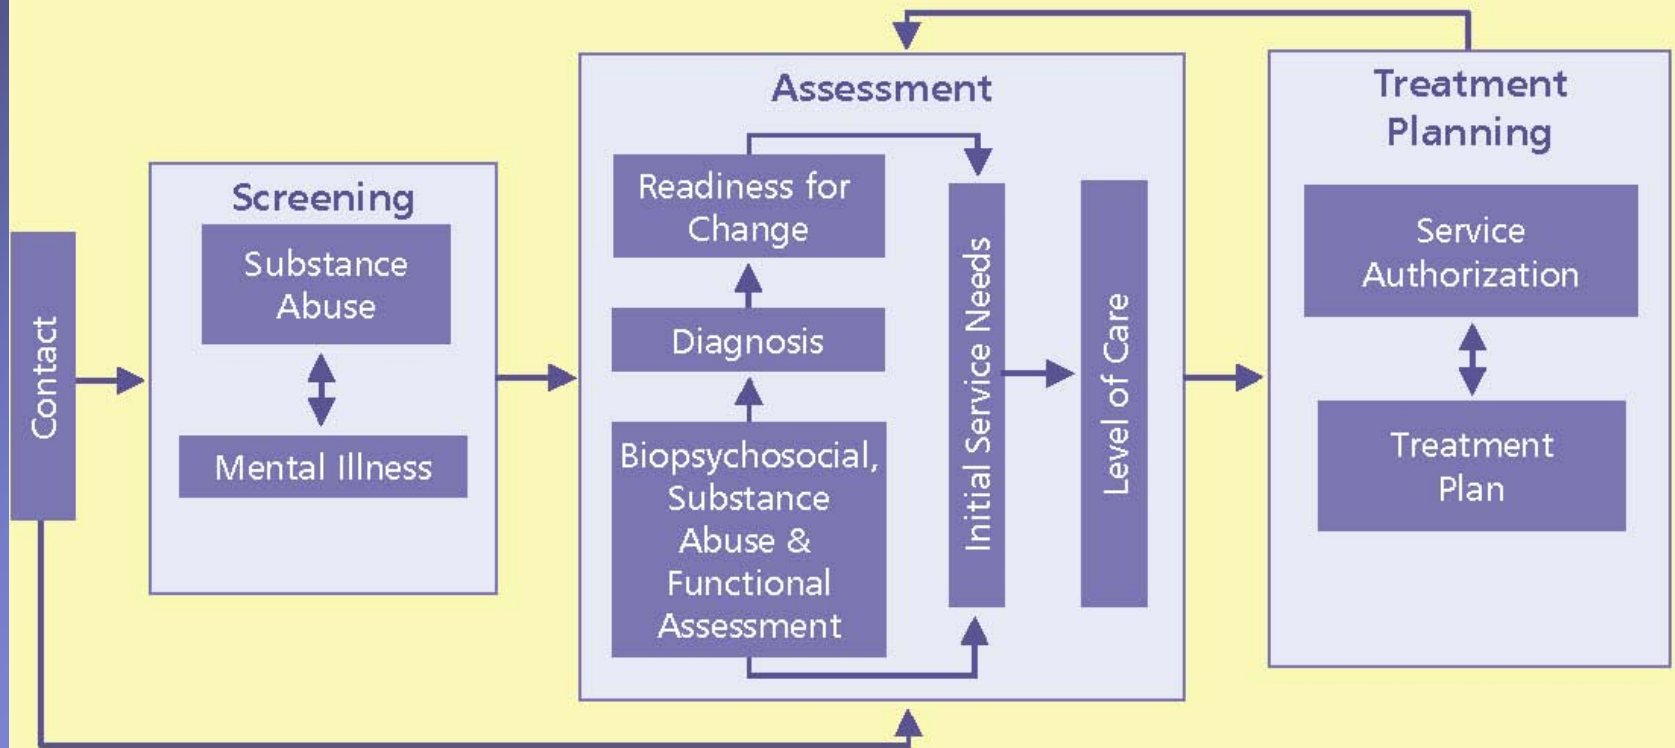 Contact
Screening
Substance
Abuse
Mental Illness
Assessment
Readiness for
Change
Diagnosis
Biopsychosocial,
Substance
Abuse &
Functional
Assessment
Initial Service Needs
Level of Care
Treatment
Planning
Service
Authorization
Treatment
Plan